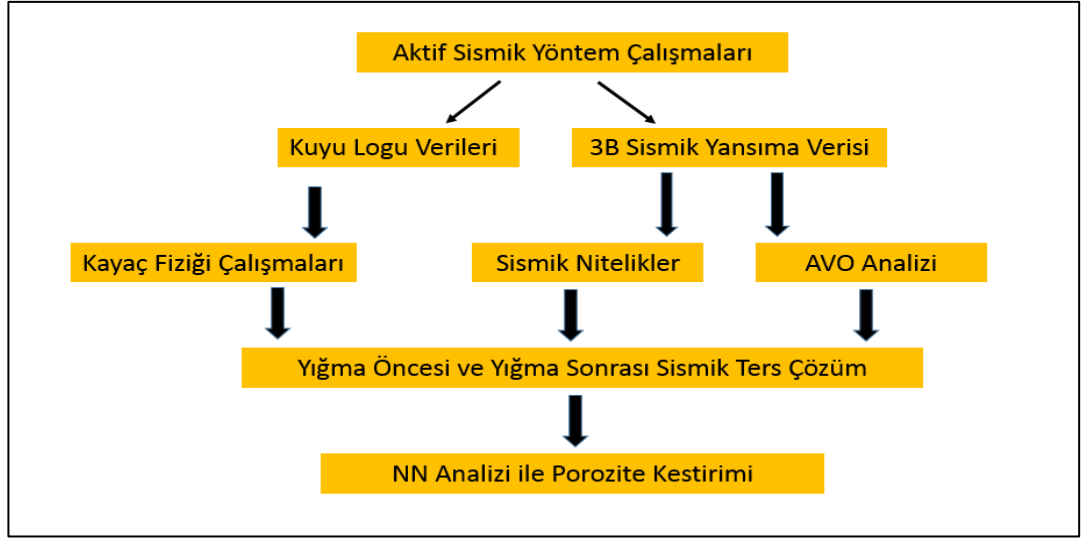 Aktif Sismik Yöntem Çalışmaları
Kuyu Logu Verileri
3B Sismik Yansıma Verisi
Kayaç Fiziği Çalışmaları
Sismik Nitelikler
AVO Analizi
Yığma Öncesi ve Yığma Sonrası Sismik Ters Çözüm
NN Analizi ile Porozite Kestirimi